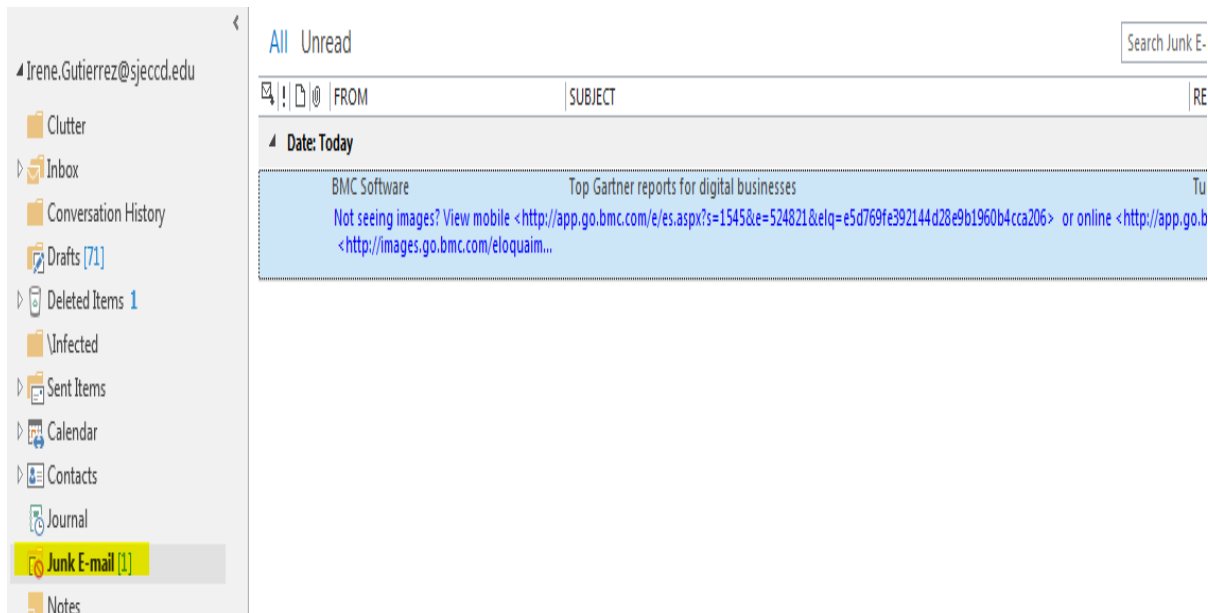 All Unread
Search Junk E-
Irene.Gutierrez@sjeccd.edu
FROM SUBJECT RE
Clutter
Date: Today
Inbox
BMC Software Top Gartner reports for digital businesses Tu
Not seeing images? View mobile <http://app.go.bmc.com/e/es.aspx?s=1545&e=524821&elq=e5d769fe392144d28e9b1960b4cca206> or online <http://app.go.b
<http://images.go.bmc.com/eloquaim...
Conversation History
Drafts [71]
Deleted Items 1
\Infected
Sent Items
Calendar
Contacts
Journal
Junk E-mail [1]
Notes